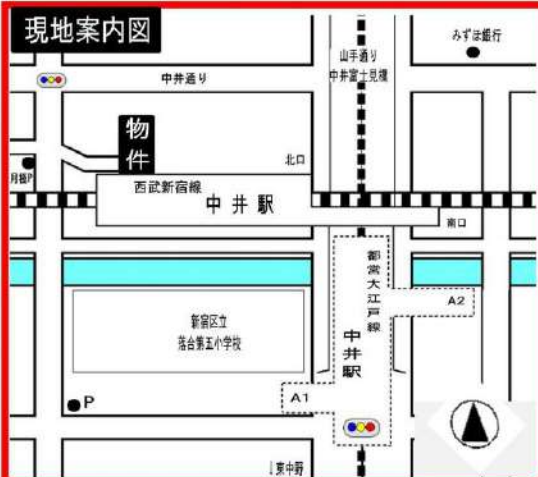 現地案内図
みずほ銀行
山手通り
中井富士見橋
中井通り
物件
北口
月極P
西武新宿線
中井駅
南口
都営大江戸線
中井駅
A2
新宿区立
落合第五小学校
A1
P
↓東中野